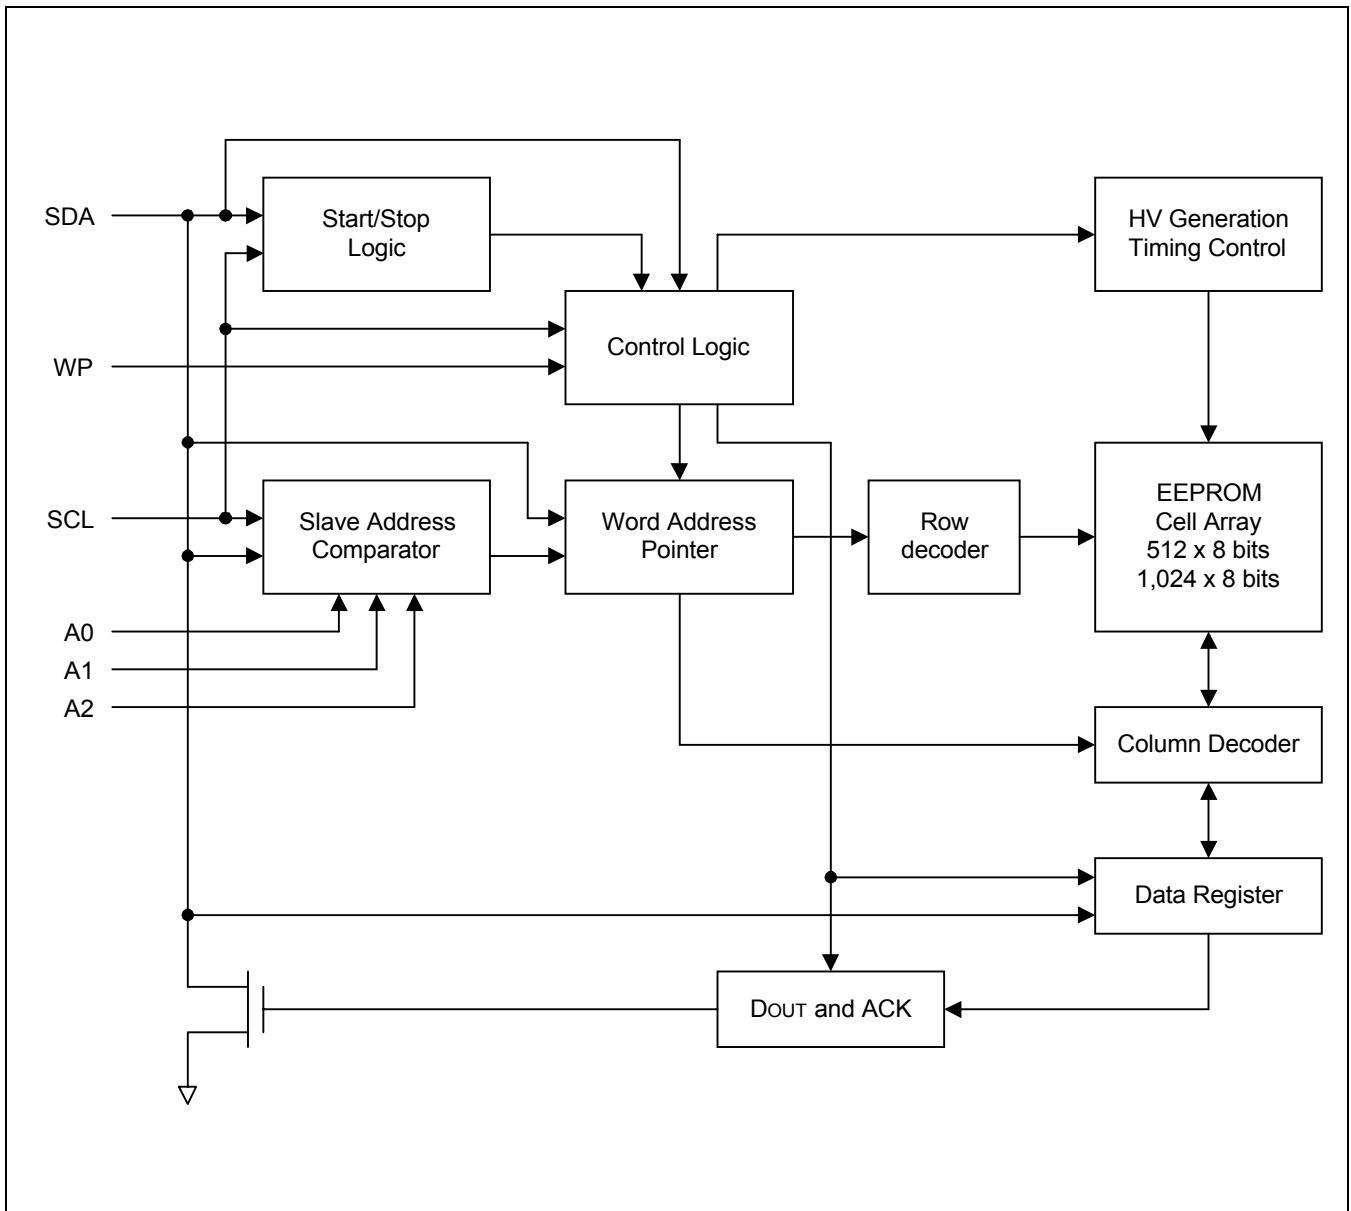 SDA
Start/Stop
Logic
HV Generation
Timing Control
Control Logic
WP
SCL
Slave Address
Comparator
Word Address
Pointer
Row
decoder
EEPROM
Cell Array
512 x 8 bits
1,024 x 8 bits
A0
A1
A2
Column Decoder
Data Register
DOUT and ACK